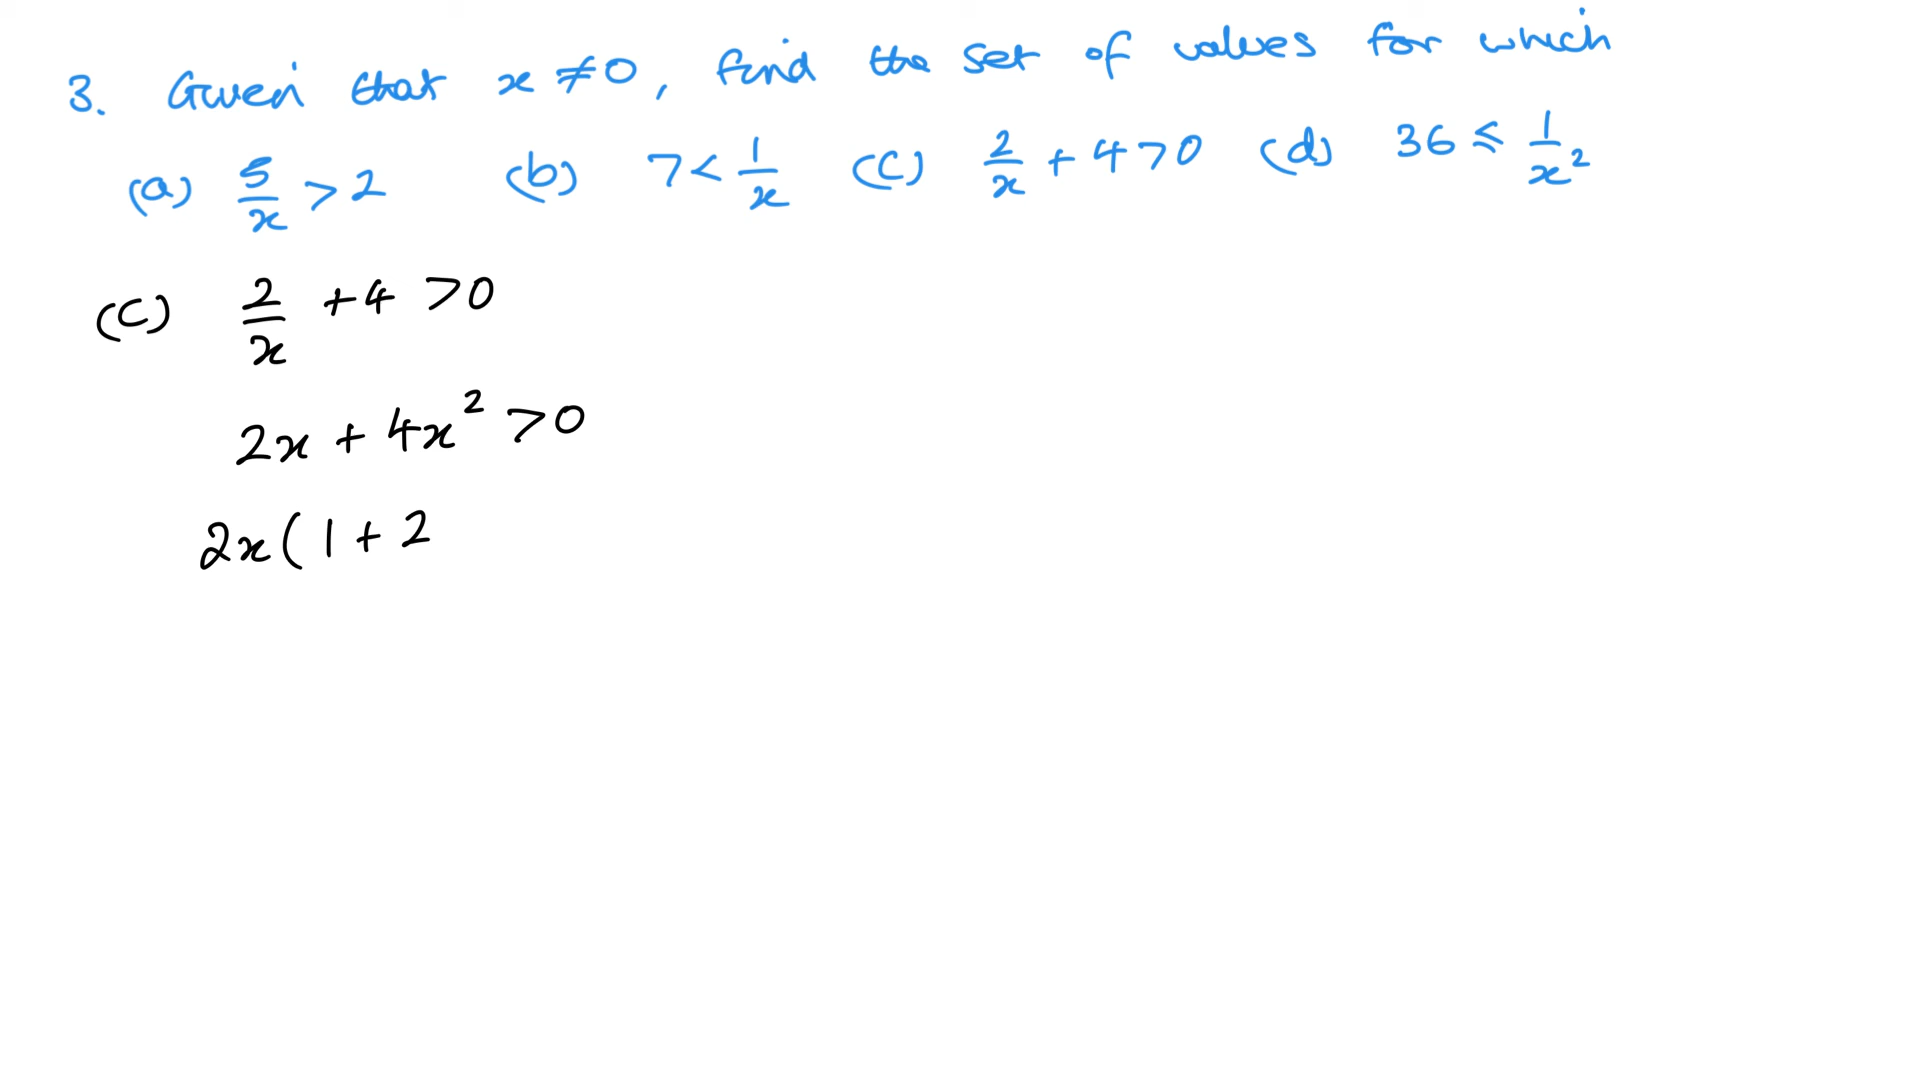 3. Given that x ≠ 0, find the set of values for which
(a) 5/x > 2 (b) 7 < 1/x (c) 2/x + 4 > 0 (d) 36 ≤ 1/x²
(c) 2/x + 4 > 0
2x + 4x² > 0
2x(1 + 2